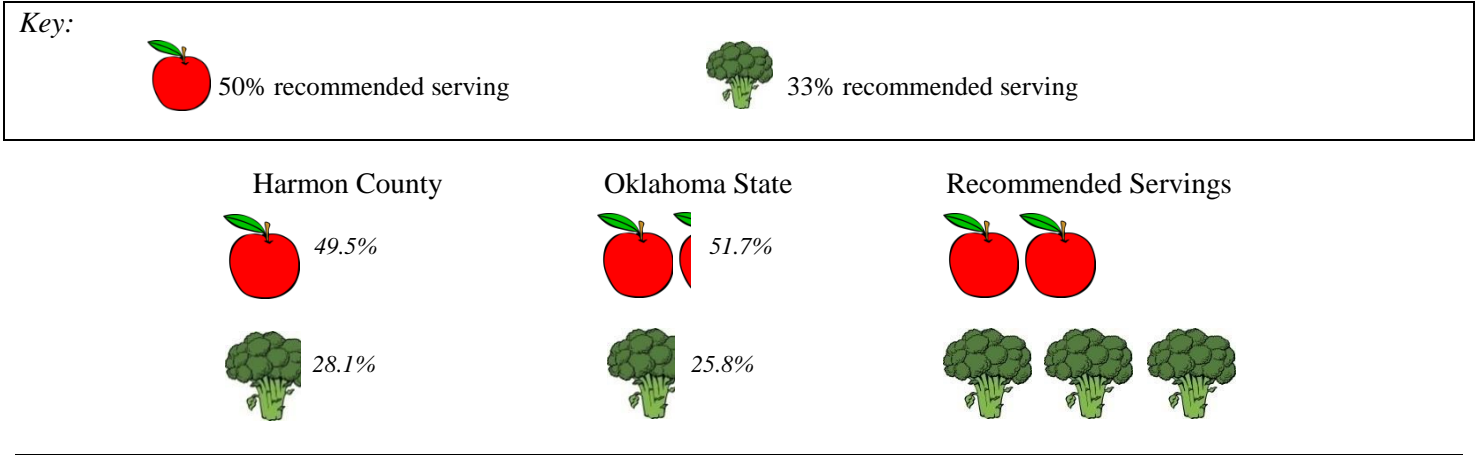 Key:
50% recommended serving 33% recommended serving
Harmon County Oklahoma State Recommended Servings
49.5% 51.7%
28.1% 25.8%